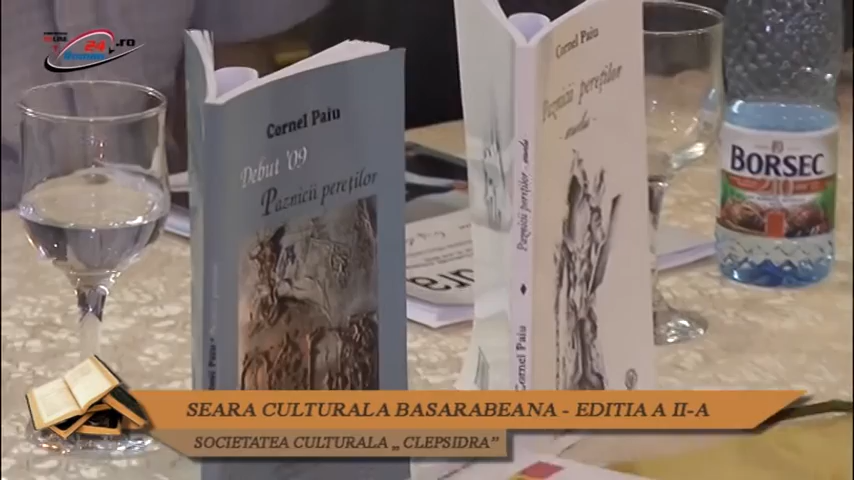 24.ro
Cornel Paiu
Debut '09
Paznicii pereților
Cornel Paiu
Paznicii pereților
Cornel Paiu
Paznicii pereților
BORSEC
SEARA CULTURALA BASARABEANA - EDITIA A II-A
SOCIETATEA CULTURALA „ CLEPSIDRA”